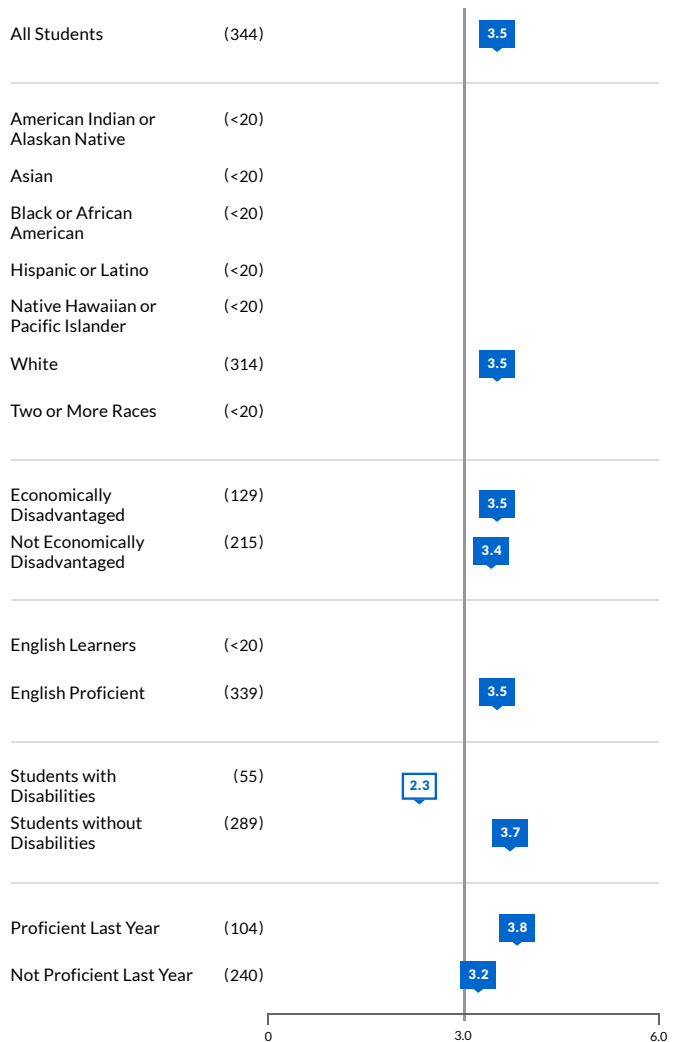 All Students (344) 3.5
American Indian or (<20)
Alaskan Native
Asian (<20)
Black or African (<20)
American
Hispanic or Latino (<20)
Native Hawaiian or (<20)
Pacific Islander
White (314) 3.5
Two or More Races (<20)
Economically (129) 3.5
Disadvantaged
Not Economically (215) 3.4
Disadvantaged
English Learners (<20)
English Proficient (339) 3.5
Students with (55) 2.3
Disabilities
Students without (289) 3.7
Disabilities
Proficient Last Year (104) 3.8
Not Proficient Last Year (240) 3.2
0 3.0 6.0